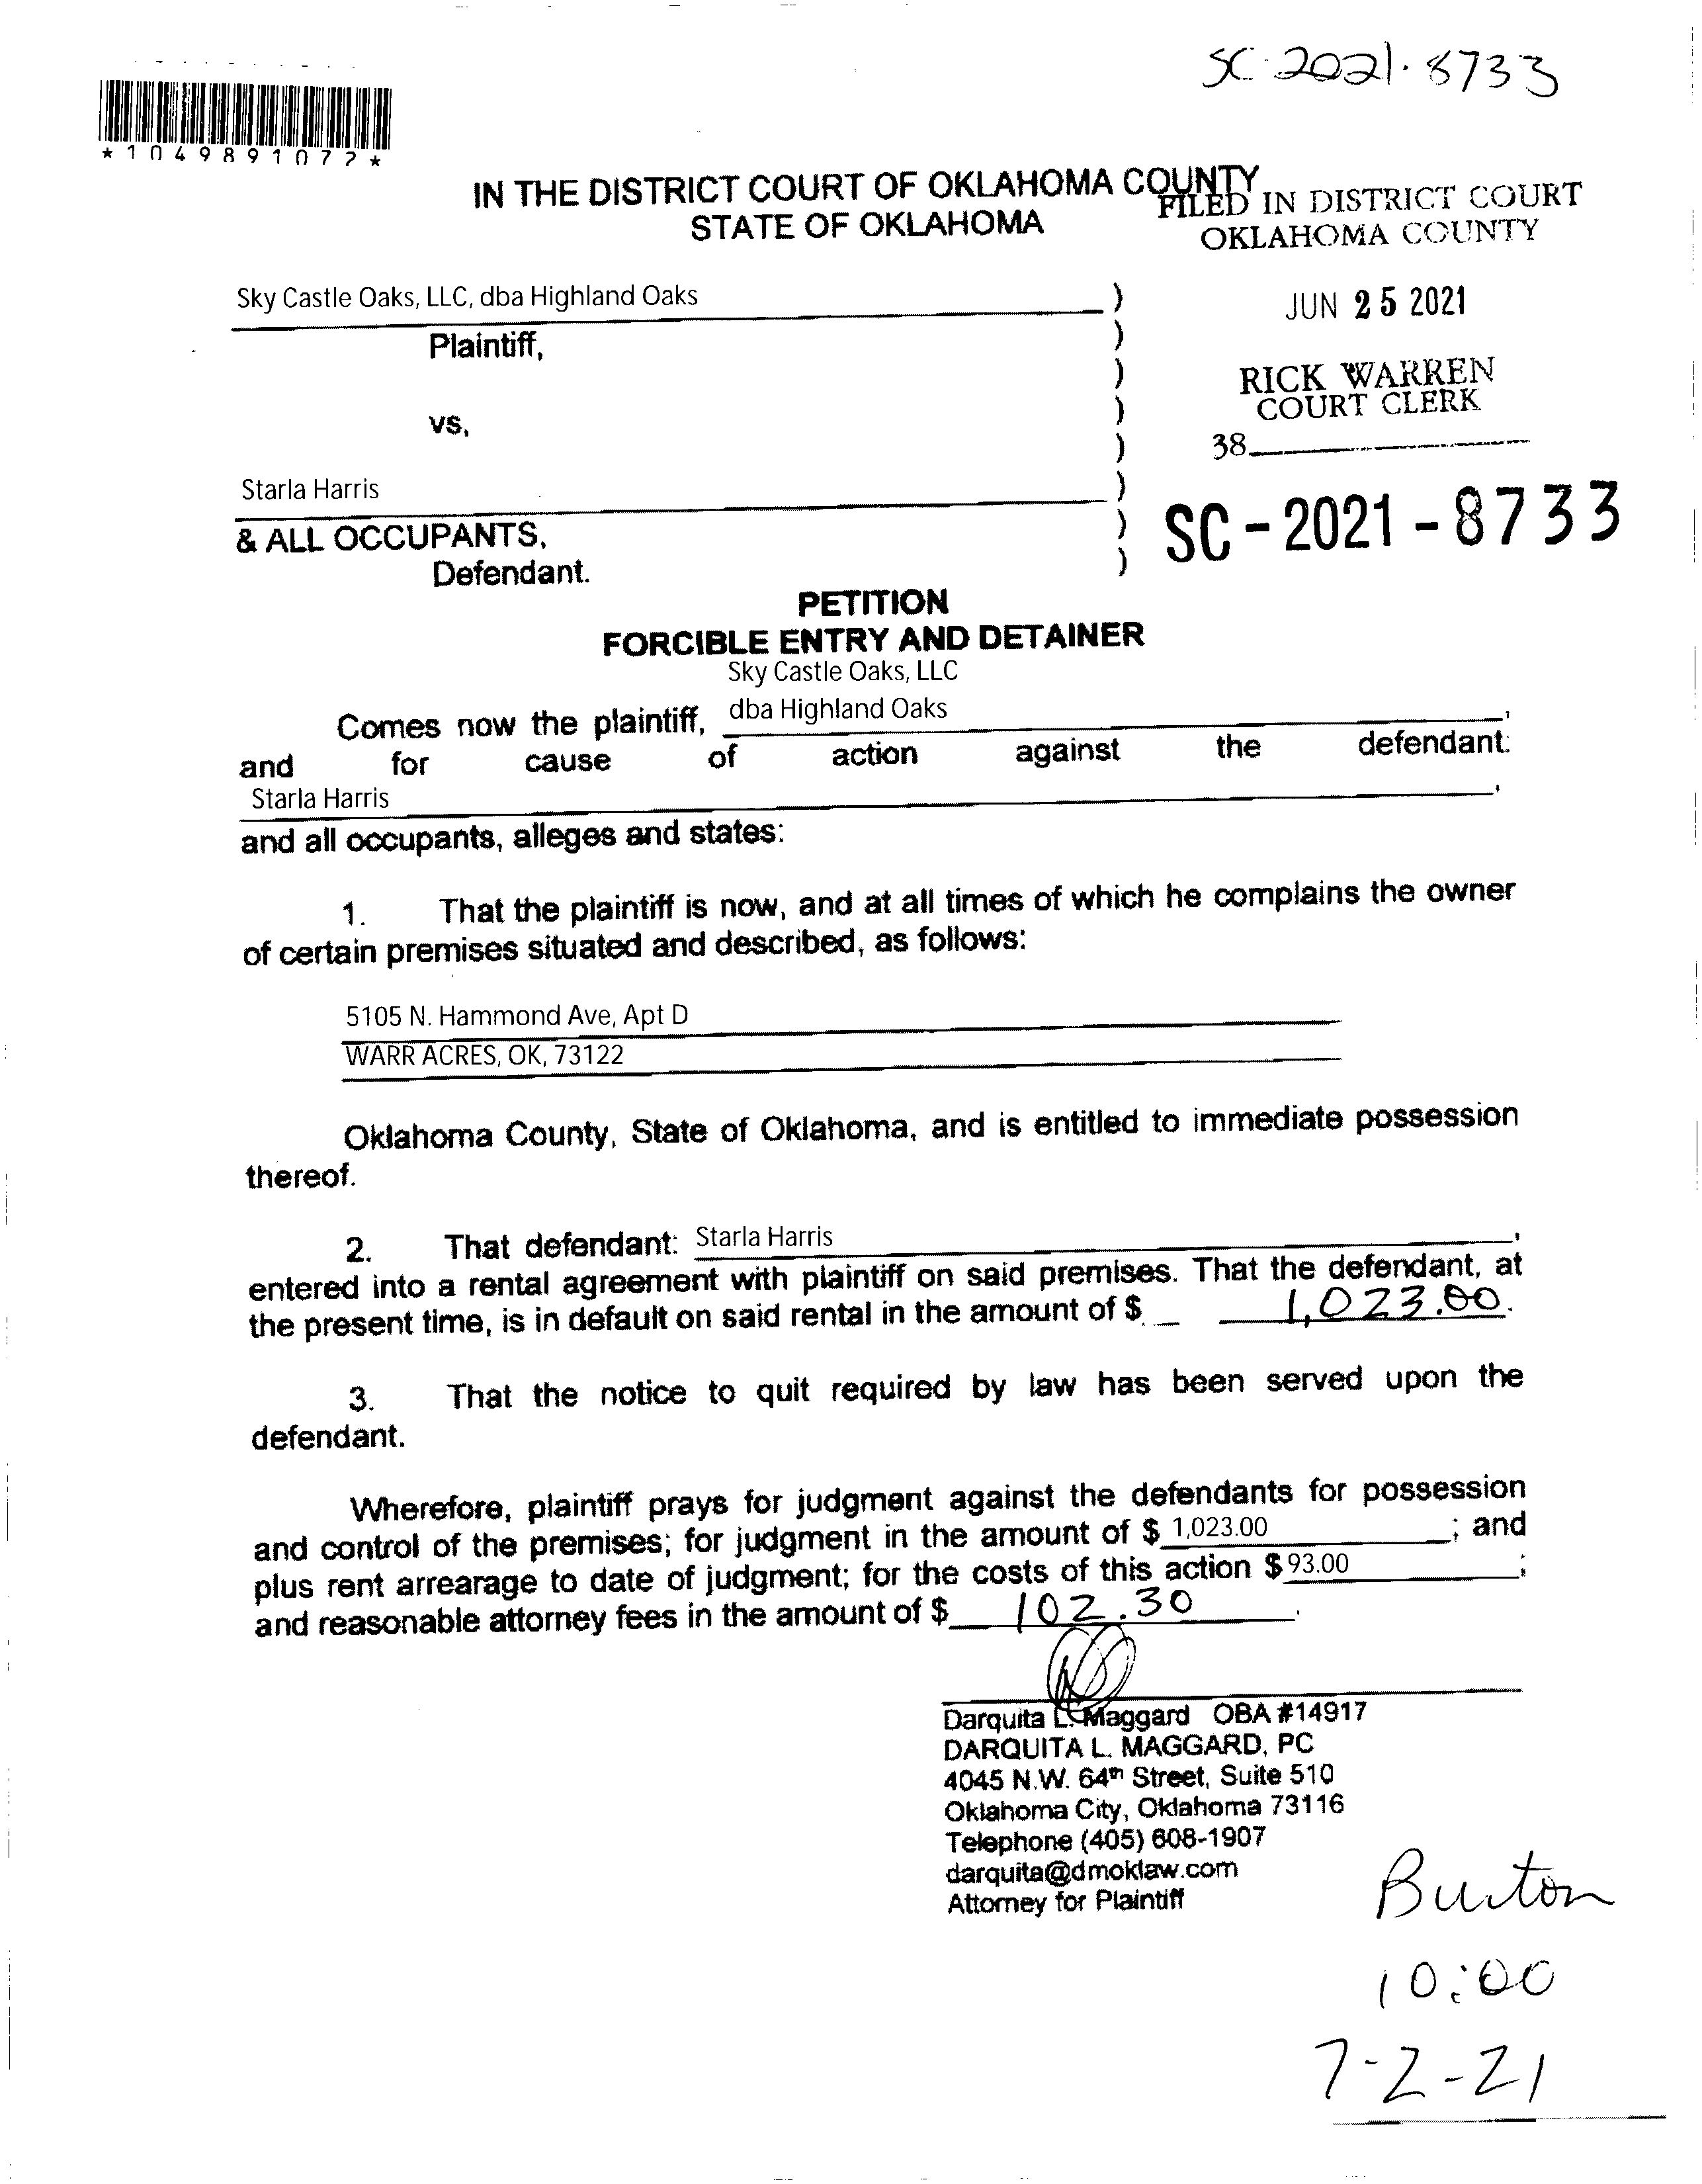 SC-2021-8733
*1049891077*
IN THE DISTRICT COURT OF OKLAHOMA COUNTY
STATE OF OKLAHOMA
FILED IN DISTRICT COURT
OKLAHOMA COUNTY
JUN 25 2021
RICK WARREN
COURT CLERK
38
SC-2021-8733
Sky Castle Oaks, LLC, dba Highland Oaks )
Plaintiff, )
)
vs, )
)
Starla Harris )
& ALL OCCUPANTS, )
Defendant. )
PETITION
FORCIBLE ENTRY AND DETAINER
Sky Castle Oaks, LLC
Comes now the plaintiff, dba Highland Oaks,
and for cause of action against the defendant:
Starla Harris,
and all occupants, alleges and states:
1. That the plaintiff is now, and at all times of which he complains the owner
of certain premises situated and described, as follows:
5105 N. Hammond Ave, Apt D
WARR ACRES, OK, 73122
Oklahoma County, State of Oklahoma, and is entitled to immediate possession
thereof.
2. That defendant: Starla Harris,
entered into a rental agreement with plaintiff on said premises. That the defendant, at
the present time, is in default on said rental in the amount of $ 1,023.00.
3. That the notice to quit required by law has been served upon the
defendant.
Wherefore, plaintiff prays for judgment against the defendants for possession
and control of the premises; for judgment in the amount of $ 1,023.00; and
plus rent arrearage to date of judgment; for the costs of this action $ 93.00;
and reasonable attorney fees in the amount of $ 102.30.
Darquita L. Maggard OBA #14917
DARQUITA L. MAGGARD, PC
4045 N.W. 64th Street, Suite 510
Oklahoma City, Oklahoma 73116
Telephone (405) 608-1907
darquita@dmoklaw.com
Attorney for Plaintiff
Burton
10:00
7-2-21